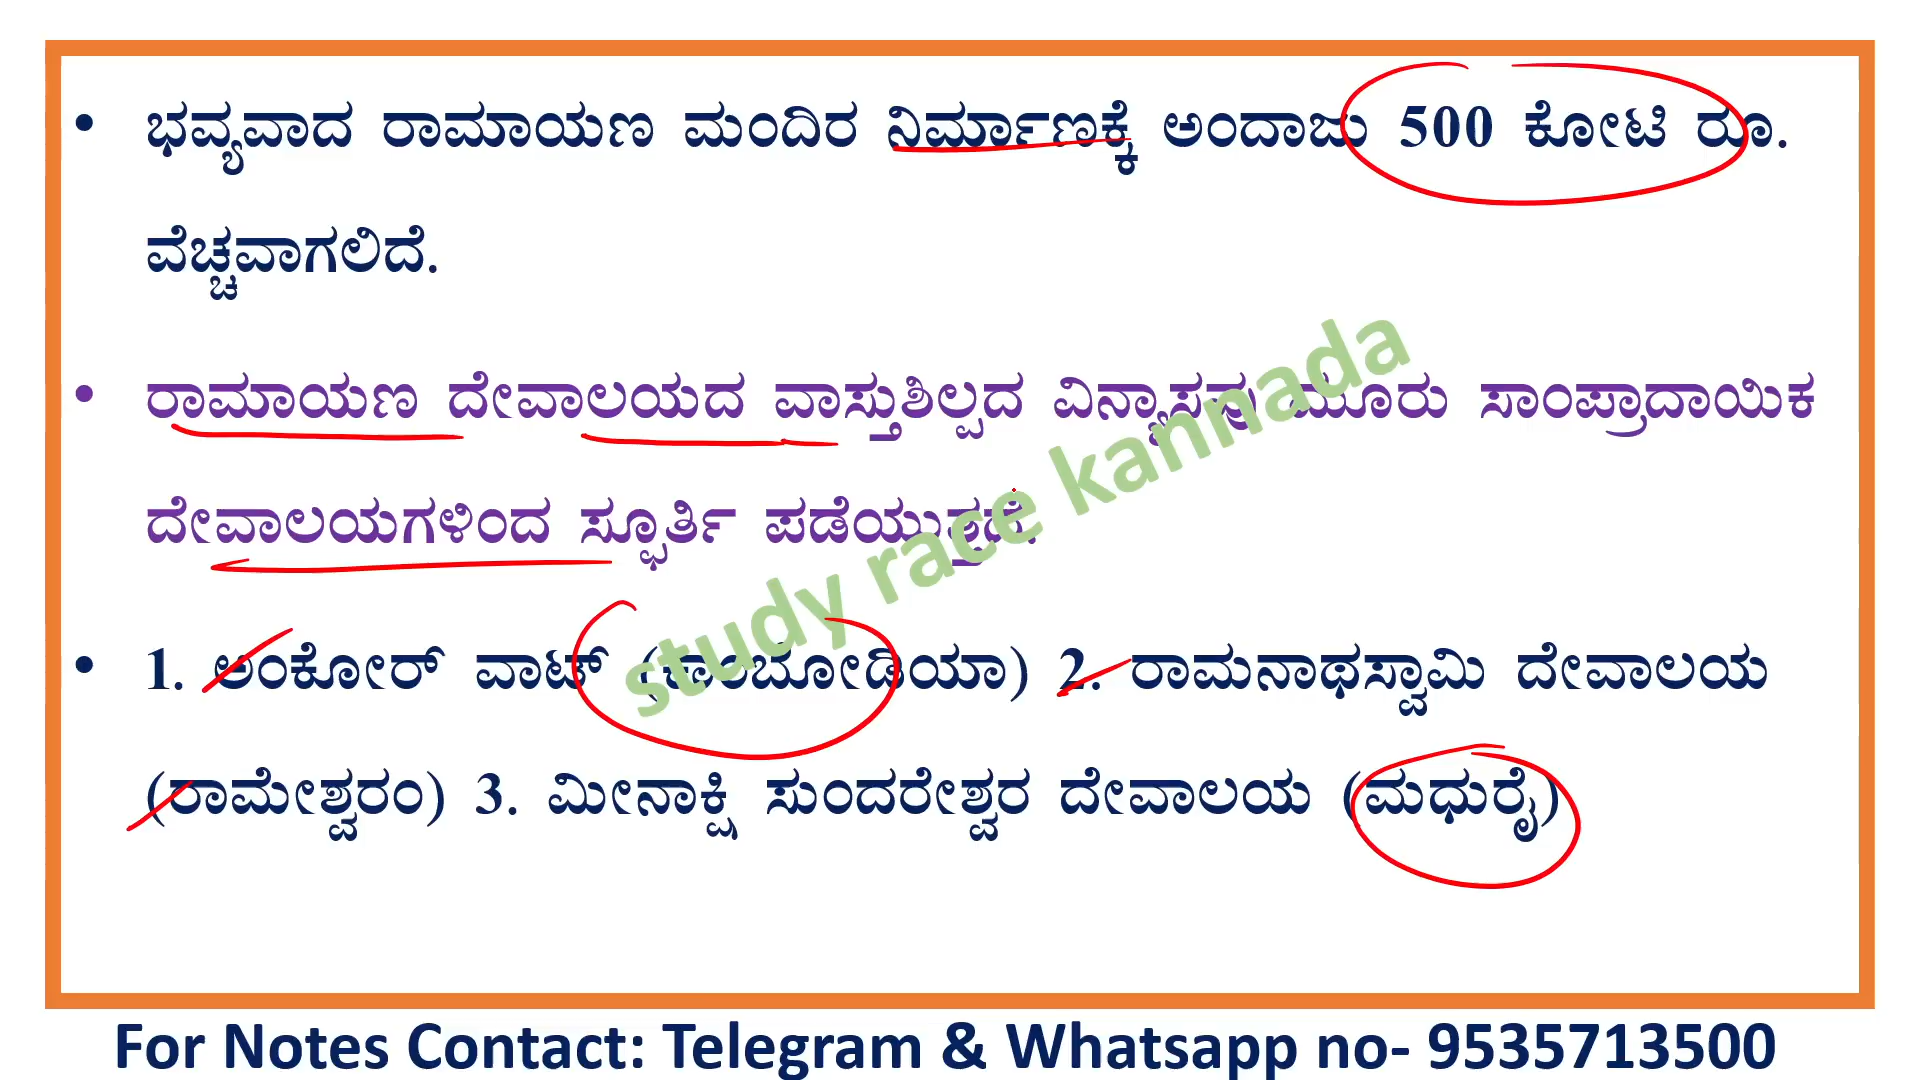 • ಭವ್ಯವಾದ ರಾಮಾಯಣ ಮಂದಿರ ನಿರ್ಮಾಣಕ್ಕೆ ಅಂದಾಜು 500 ಕೋಟಿ ರೂ.
ವೆಚ್ಚವಾಗಲಿದೆ.
• ರಾಮಾಯಣ ದೇವಾಲಯದ ವಾಸ್ತುಶಿಲ್ಪದ ವಿನ್ಯಾಸವು ಮೂರು ಸಾಂಪ್ರಾದಾಯಿಕ
ದೇವಾಲಯಗಳಿಂದ ಸ್ಫೂರ್ತಿ ಪಡೆಯುತ್ತದೆ
study race kannada
• 1. ಅಂಕೋರ್ ವಾಟ್ (ಕಾಂಬೋಡಿಯಾ) 2. ರಾಮನಾಥಸ್ವಾಮಿ ದೇವಾಲಯ
(ರಾಮೇಶ್ವರಂ) 3. ಮೀನಾಕ್ಷಿ ಸುಂದರೇಶ್ವರ ದೇವಾಲಯ (ಮಧುರೈ)
For Notes Contact: Telegram & Whatsapp no- 9535713500